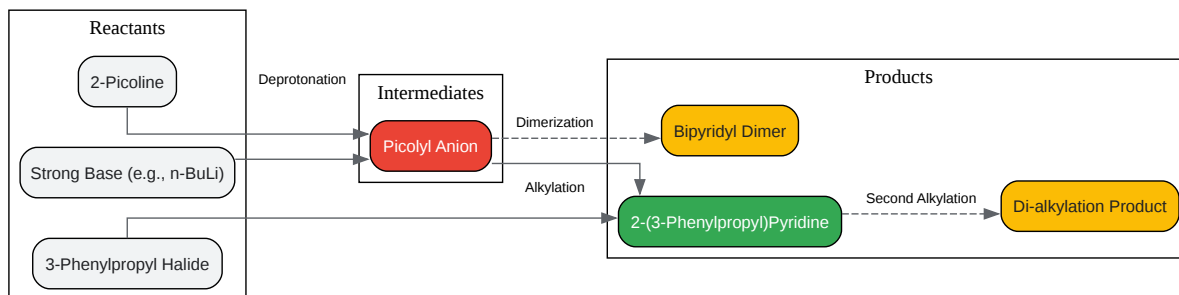 Reactants
2-Picoline
Strong Base (e.g., n-BuLi)
3-Phenylpropyl Halide
Deprotonation
Intermediates
Picolyl Anion
Dimerization
Alkylation
Products
Bipyridyl Dimer
2-(3-Phenylpropyl)Pyridine
Second Alkylation
Di-alkylation Product